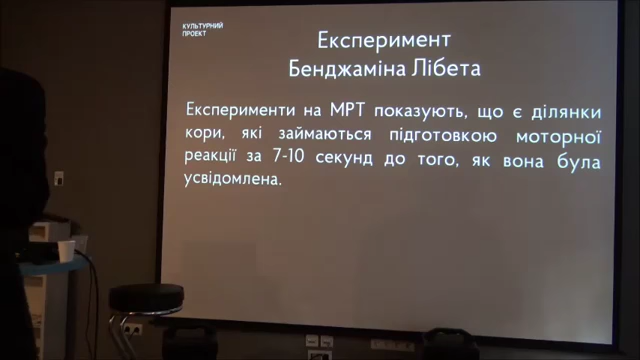 КУЛЬТУРНИЙ
ПРОЕКТ
Експеримент
Бенджаміна Лібета
Експерименти на МРТ показують, що є ділянки
кори, які займаються підготовкою моторної
реакції за 7-10 секунд до того, як вона була
усвідомлена.